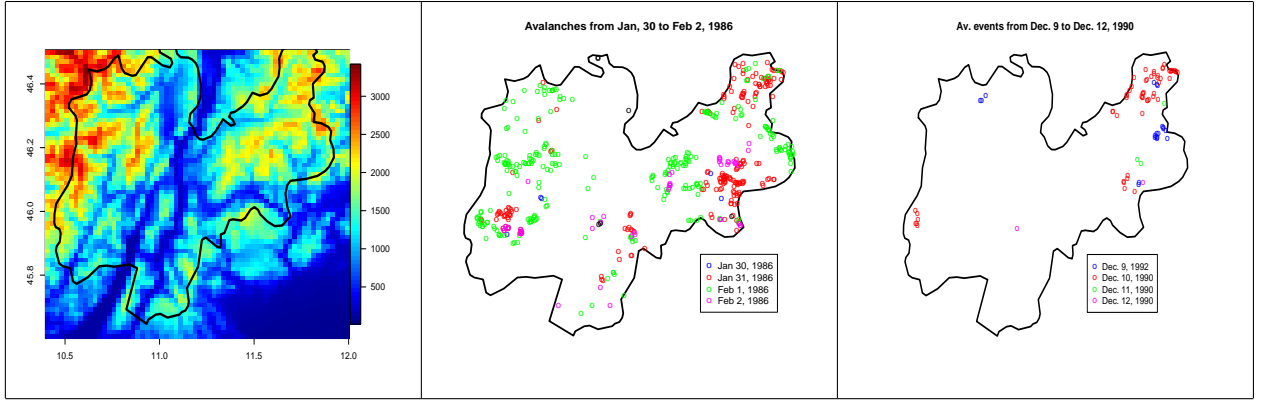 46.4
46.2
46.0
45.8
10.5
11.0
11.5
12.0
3000
2500
2000
1500
1000
500
Avalanches from Jan, 30 to Feb 2, 1986
Jan 30, 1986
Jan 31, 1986
Feb 1, 1986
Feb 2, 1986
Av. events from Dec. 9 to Dec. 12, 1990
Dec. 9, 1992
Dec. 10, 1990
Dec. 11, 1990
Dec. 12, 1990